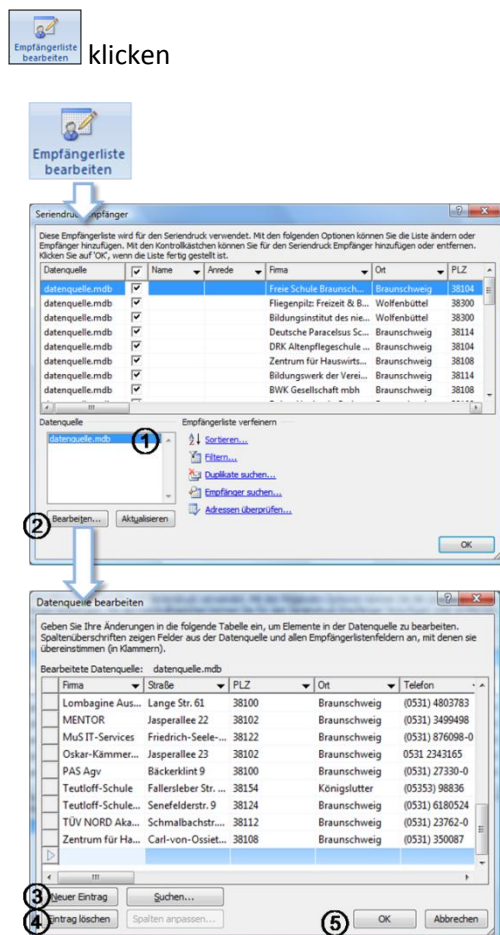 Empfängerliste
bearbeiten klicken
Empfängerliste
bearbeiten
Seriendruckempfänger
Diese Empfängerliste wird für den Seriendruck verwendet. Mit den folgenden Optionen können Sie die Liste ändern oder
Empfänger hinzufügen. Mit den Kontrollkästchen können Sie für den Seriendruck Empfänger hinzufügen oder entfernen.
Klicken Sie auf 'OK', wenn die Liste fertig gestellt ist.
Datenquelle Name Anrede Firma Ort PLZ
datenquelle.mdb Freie Schule Braunsch... Braunschweig 38104
datenquelle.mdb Fliegenpilz: Freizeit & B... Wolfenbüttel 38300
datenquelle.mdb Bildungsinstitut des nie... Wolfenbüttel 38300
datenquelle.mdb Deutsche Paracelsus Sc... Braunschweig 38114
datenquelle.mdb DRK Altenpflegeschule ... Braunschweig 38104
datenquelle.mdb Zentrum für Hauswirts... Braunschweig 38108
datenquelle.mdb Bildungswerk der Verei... Braunschweig 38114
datenquelle.mdb BWK Gesellschaft mbh Braunschweig 38108
Datenquelle Empfängerliste verfeinern
datenquelle.mdb 1 Sortieren...
Filtern...
Duplikate suchen...
Empfänger suchen...
Adressen überprüfen...
2 Bearbeiten... Aktualisieren
OK
Datenquelle bearbeiten
Geben Sie Ihre Änderungen in die folgende Tabelle ein, um Elemente in der Datenquelle zu bearbeiten.
Spaltenüberschriften zeigen Felder aus der Datenquelle und allen Empfängerlistenfeldern an, mit denen sie
übereinstimmen (in Klammern).
Bearbeitete Datenquelle: datenquelle.mdb
Firma Straße PLZ Ort Telefon
Lombagine Aus... Lange Str. 61 38100 Braunschweig (0531) 4803783
MENTOR Jasperallee 22 38102 Braunschweig (0531) 3499498
MuS IT-Services Friedrich-Seele-... 38122 Braunschweig (0531) 876098-0
Oskar-Kämmer... Jasperallee 23 38102 Braunschweig 0531 2343165
PAS Agv Bäckerklint 9 38100 Braunschweig (0531) 27330-0
Teutloff-Schule Fallersleber Str. ... 38154 Königslutter (05353) 98836
Teutloff-Schule... Senefelderstr. 9 38124 Braunschweig (0531) 6180524
TÜV NORD Aka... Schmalbachstr.... 38112 Braunschweig (0531) 23762-0
Zentrum für Ha... Carl-von-Ossiet... 38108 Braunschweig (0531) 350087
3 Neuer Eintrag Suchen...
4 Eintrag löschen Spalten anpassen... 5 OK Abbrechen